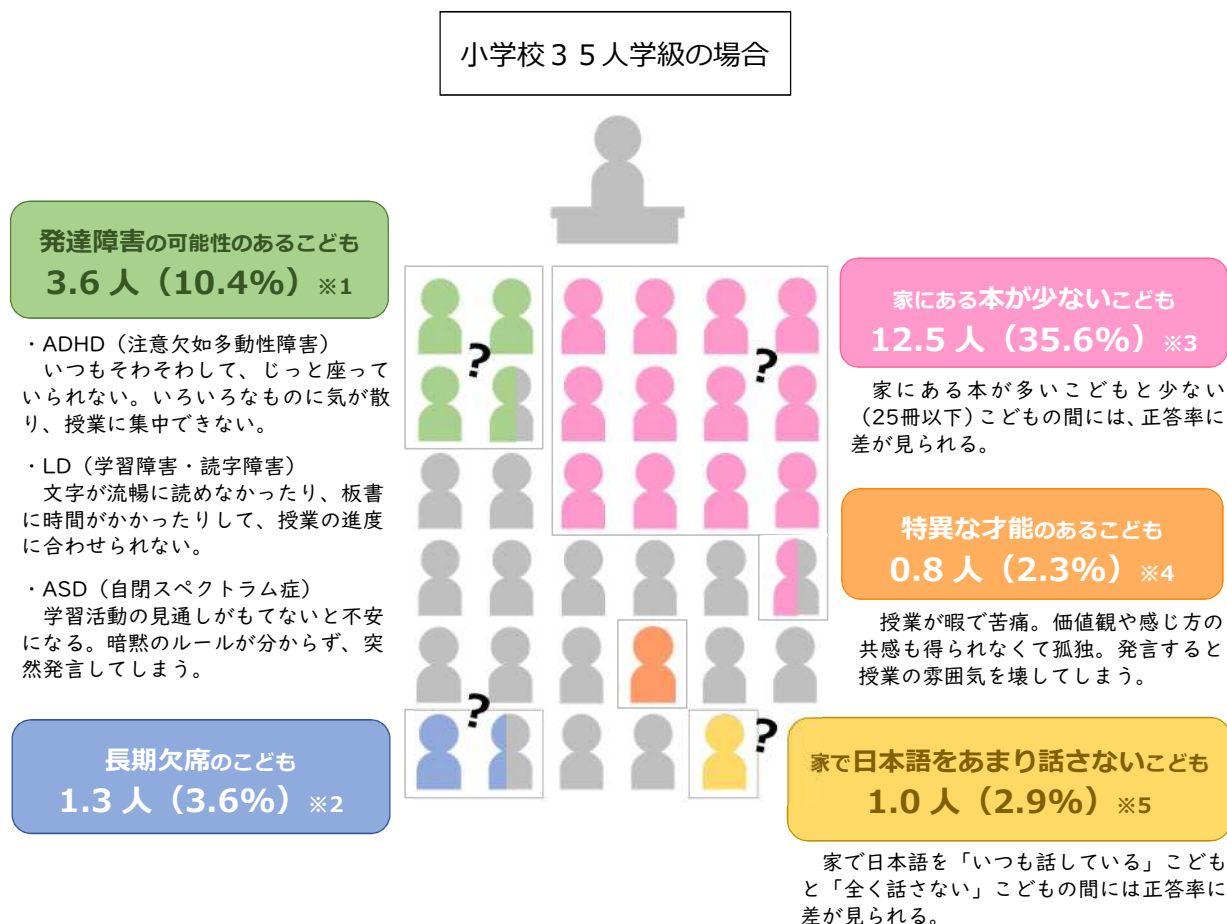 小学校３５人学級の場合
発達障害の可能性のあるこども
3.6 人（10.4%）※1
・ADHD（注意欠如多動性障害）
いつもそわそわして、じっと座って
いられない。いろいろなものに気が散
り、授業に集中できない。
・LD（学習障害・読字障害）
文字が流暢に読めなかったり、板書
に時間がかかったりして、授業の進度
に合わせられない。
・ASD（自閉スペクトラム症）
学習活動の見通しがもてないと不安
になる。暗黙のルールが分からず、突
然発言してしまう。
長期欠席のこども
1.3 人（3.6%）※2
?
?
?
?
家にある本が少ないこども
12.5 人（35.6%）※3
家にある本が多いこどもと少ない
（25冊以下）こどもの間には、正答率に
差が見られる。
特異な才能のあるこども
0.8 人（2.3%）※4
授業が暇で苦痛。価値観や感じ方の
共感も得られなくて孤独。発言すると
授業の雰囲気を壊してしまう。
家で日本語をあまり話さないこども
1.0 人（2.9%）※5
家で日本語を「いつも話している」こども
と「全く話さない」こどもの間には正答率に
差が見られる。